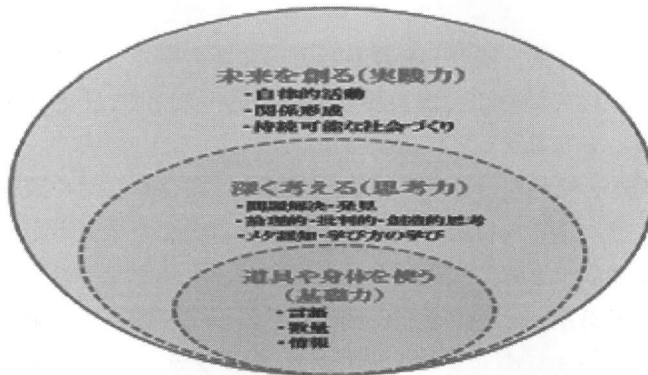 未来を創る(実践力)
・自律的活動
・関係形成
・持続可能な社会づくり
深く考える(思考力)
・問題解決・発見
・論理的・批判的・創造的思考
・メタ認知・学び方の学び
道具や身体を使う
(基礎力)
・言語
・数量
・情報